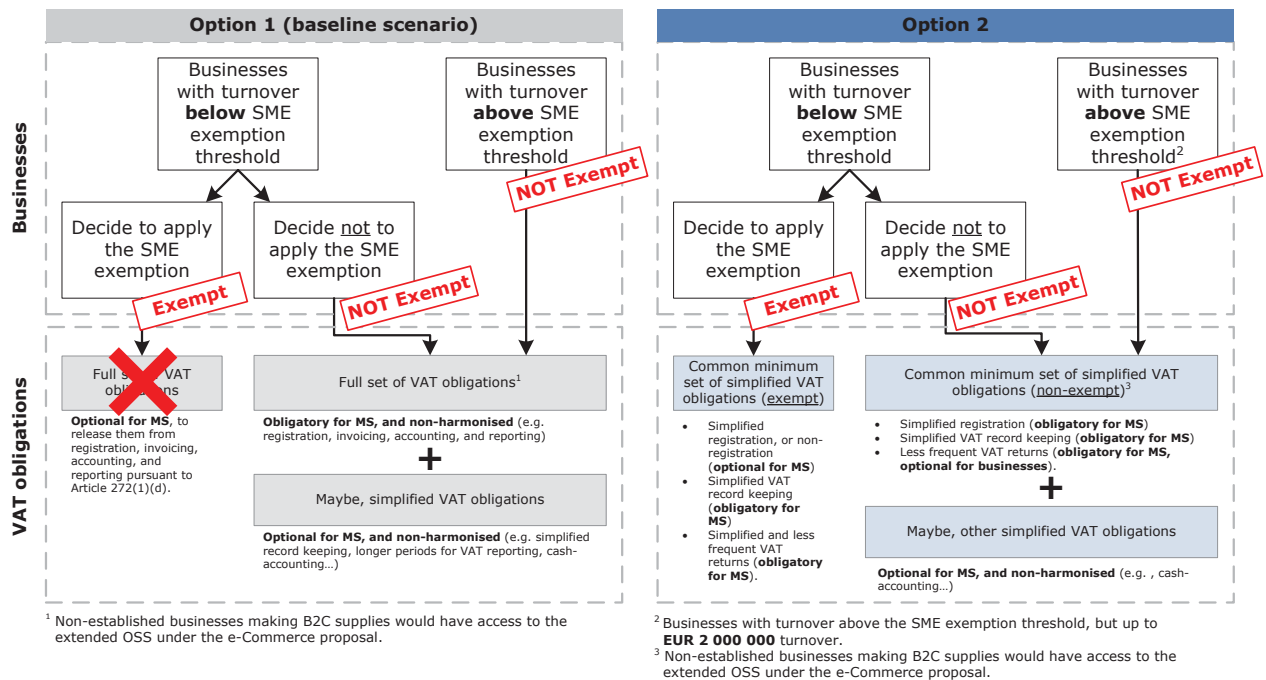 Option 1 (baseline scenario)
Businesses
Businesses
with turnover
below SME
exemption
threshold
Businesses
with turnover
above SME
exemption
threshold
NOT Exempt
Decide to apply
the SME
exemption
Exempt
Decide not to
apply the SME
exemption
NOT Exempt
VAT obligations
Full set of VAT
obligations
Optional for MS, to
release them from
registration, invoicing,
accounting, and
reporting pursuant to
Article 272(1)(d).
Full set of VAT obligations¹
Obligatory for MS, and non-harmonised (e.g.
registration, invoicing, accounting, and reporting)
+
Maybe, simplified VAT obligations
Optional for MS, and non-harmonised (e.g. simplified
record keeping, longer periods for VAT reporting, cash-
accounting…)
¹ Non-established businesses making B2C supplies would have access to the
extended OSS under the e-Commerce proposal.
Option 2
Businesses
with turnover
below SME
exemption
threshold
Businesses
with turnover
above SME
exemption
threshold²
NOT Exempt
Decide to apply
the SME
exemption
Exempt
Decide not to
apply the SME
exemption
NOT Exempt
Common minimum
set of simplified VAT
obligations (exempt)
• Simplified
registration, or non-
registration
(optional for MS)
• Simplified VAT
record keeping
(obligatory for
MS)
• Simplified and less
frequent VAT
returns (obligatory
for MS).
Common minimum set of simplified VAT
obligations (non-exempt)³
• Simplified registration (obligatory for MS)
• Simplified VAT record keeping (obligatory for MS)
• Less frequent VAT returns (obligatory for MS,
optional for businesses).
+
Maybe, other simplified VAT obligations
Optional for MS, and non-harmonised (e.g. , cash-
accounting…)
² Businesses with turnover above the SME exemption threshold, but up to
EUR 2 000 000 turnover.
³ Non-established businesses making B2C supplies would have access to the
extended OSS under the e-Commerce proposal.